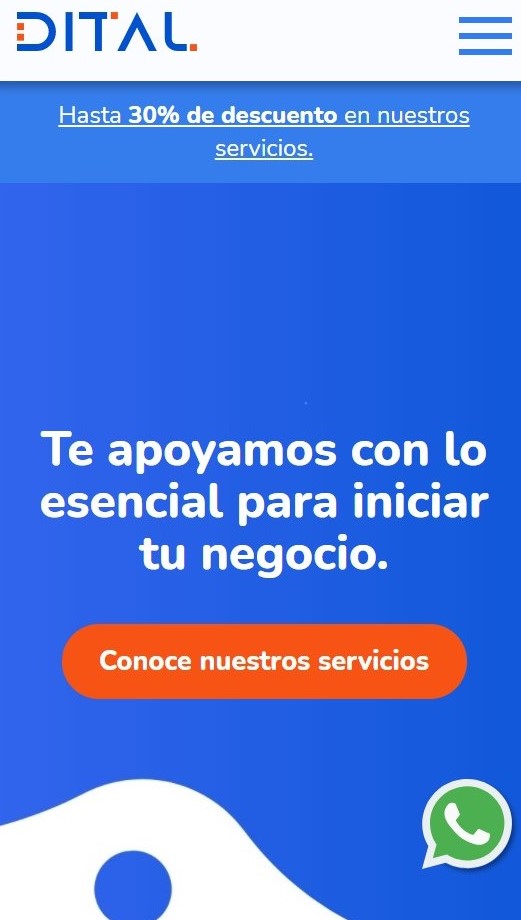 DITAL
Hasta 30% de descuento en nuestros
servicios.
Te apoyamos con lo
esencial para iniciar
tu negocio.
Conoce nuestros servicios